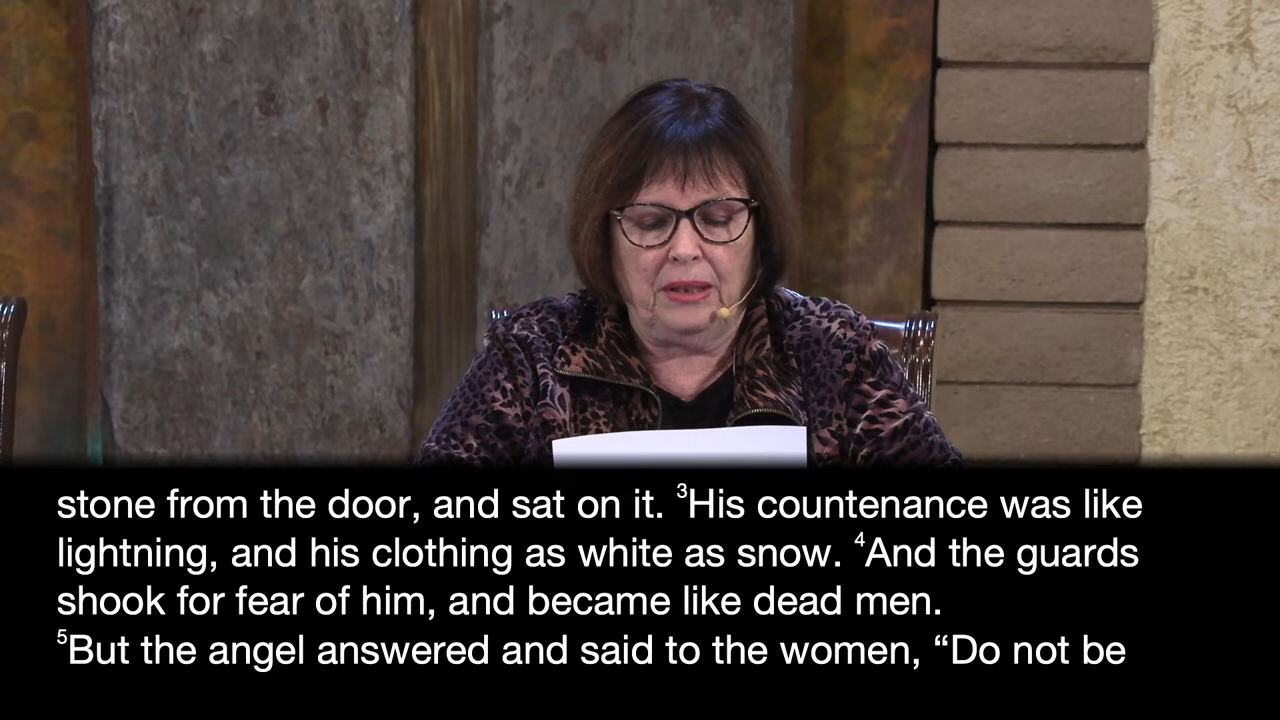 stone from the door, and sat on it. ³His countenance was like
lightning, and his clothing as white as snow. ⁴And the guards
shook for fear of him, and became like dead men.
⁵But the angel answered and said to the women, “Do not be